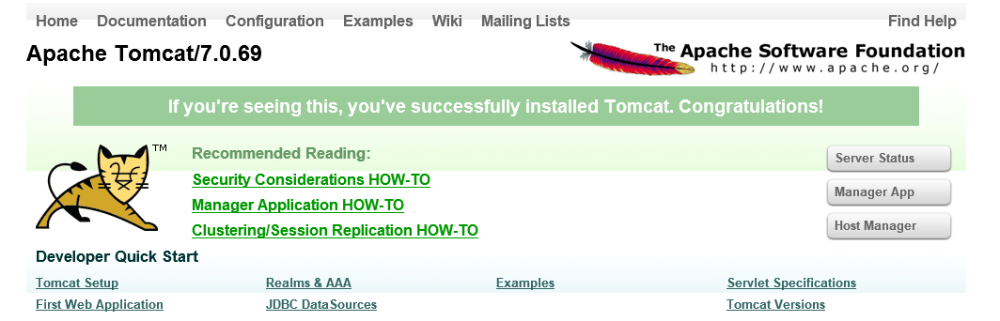 Home Documentation Configuration Examples Wiki Mailing Lists Find Help
Apache Tomcat/7.0.69
The Apache Software Foundation
http://www.apache.org/
If you're seeing this, you've successfully installed Tomcat. Congratulations!
TM
Recommended Reading:
Security Considerations HOW-TO
Manager Application HOW-TO
Clustering/Session Replication HOW-TO
Server Status
Manager App
Host Manager
Developer Quick Start
Tomcat Setup Realms & AAA Examples Servlet Specifications
First Web Application JDBC DataSources Tomcat Versions